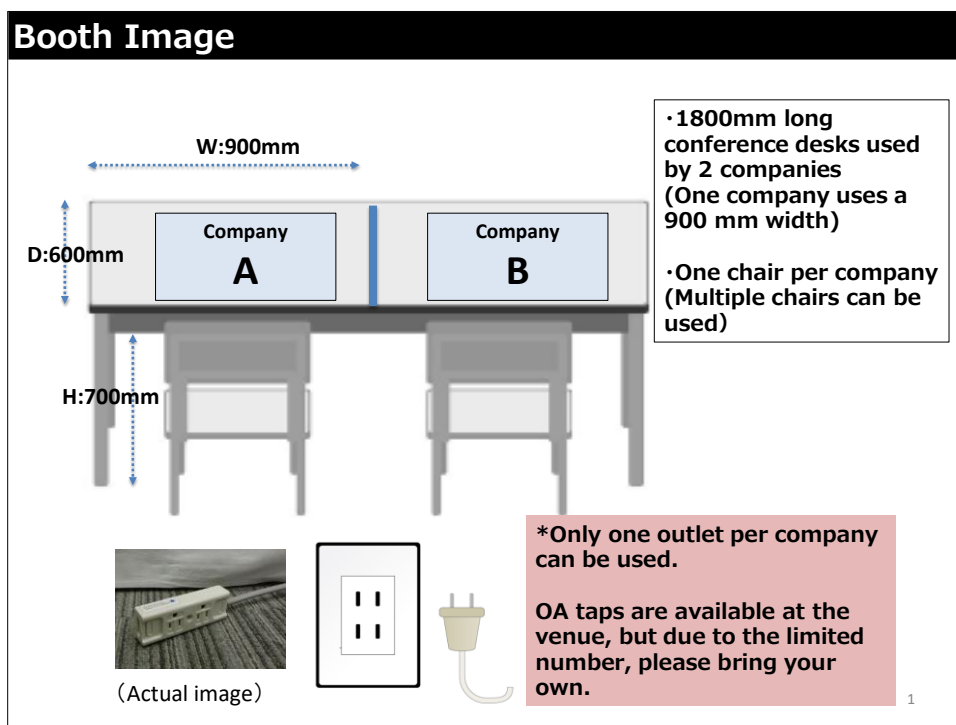 Booth Image
W:900mm
D:600mm
Company
A
Company
B
H:700mm
・1800mm long
conference desks used
by 2 companies
(One company uses a
900 mm width)
・One chair per company
(Multiple chairs can be
used）
（Actual image）
*Only one outlet per company
can be used.
OA taps are available at the
venue, but due to the limited
number, please bring your
own.
1